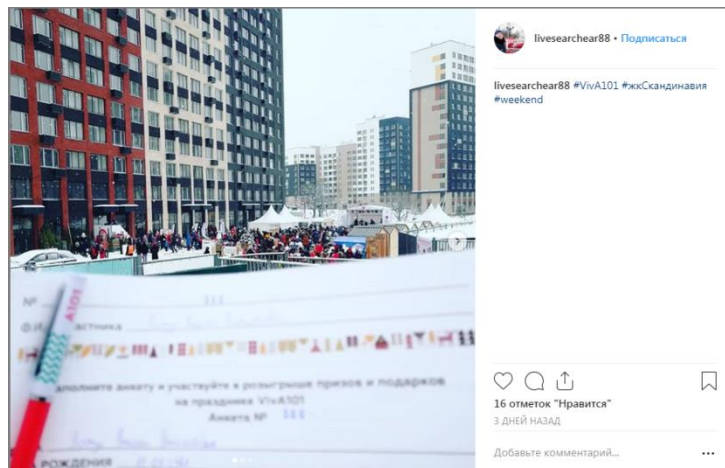 livesearchear88 • Подписаться
livesearchear88 #VivA101 #жкСкандинавия
#weekend
A101
№
Ф.И. астника
аполните анкету и участвуйте в розыгрыше призов и подарков
на празднике VivA101
Анкета №
РОЖДЕНИЯ
16 отметок "Нравится"
3 ДНЕЙ НАЗАД
Добавьте комментарий...